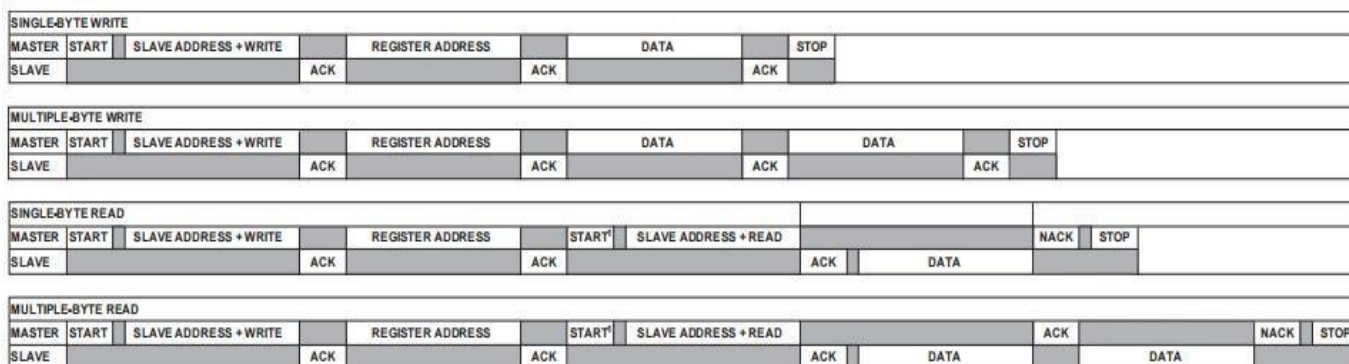 SINGLE-BYTE WRITE
MASTER START SLAVE ADDRESS + WRITE REGISTER ADDRESS DATA STOP
SLAVE ACK ACK ACK
MULTIPLE-BYTE WRITE
MASTER START SLAVE ADDRESS + WRITE REGISTER ADDRESS DATA DATA STOP
SLAVE ACK ACK ACK ACK
SINGLE-BYTE READ
MASTER START SLAVE ADDRESS + WRITE REGISTER ADDRESS START SLAVE ADDRESS + READ NACK STOP
SLAVE ACK ACK ACK DATA
MULTIPLE-BYTE READ
MASTER START SLAVE ADDRESS + WRITE REGISTER ADDRESS START SLAVE ADDRESS + READ ACK NACK STOP
SLAVE ACK ACK ACK DATA DATA